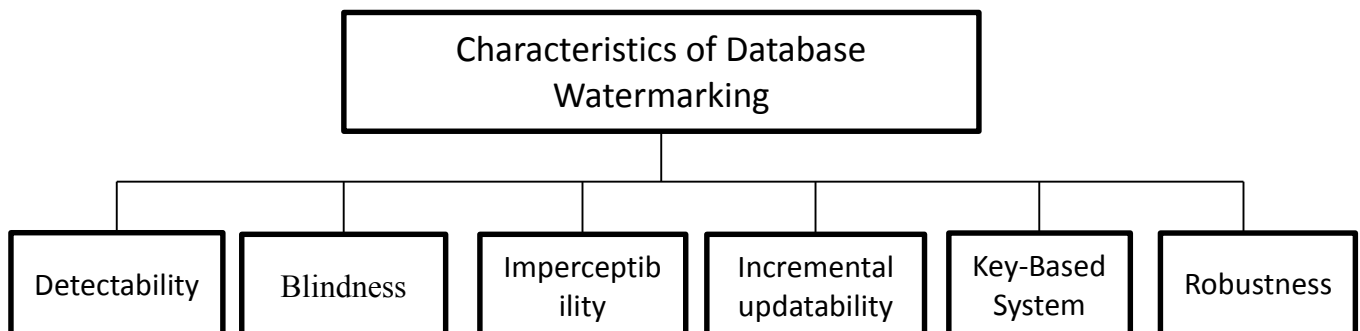 Characteristics of Database
Watermarking
Detectability
Blindness
Imperceptib
ility
Incremental
updatability
Key-Based
System
Robustness